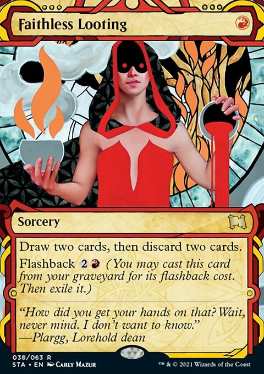 Faithless Looting
Sorcery
Draw two cards, then discard two cards.
Flashback 2 (You may cast this card
from your graveyard for its flashback cost.
Then exile it.)
"How did you get your hands on that? Wait,
never mind. I don't want to know."
—Plargg, Lorehold dean
038/063 R
STA • EN CARLY MAZUR
™ & © 2021 Wizards of the Coast